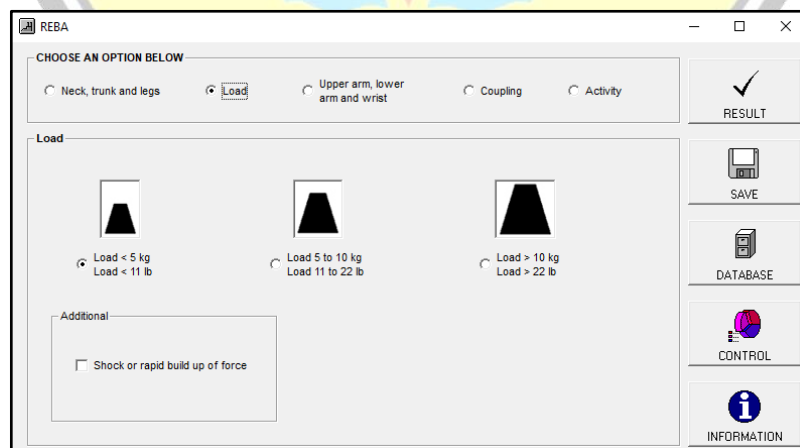 REBA
CHOOSE AN OPTION BELOW
Neck, trunk and legs
Load
Upper arm, lower
arm and wrist
Coupling
Activity
RESULT
Load
SAVE
Load < 5 kg
Load < 11 lb
Load 5 to 10 kg
Load 11 to 22 lb
Load > 10 kg
Load > 22 lb
DATABASE
Additional
Shock or rapid build up of force
CONTROL
INFORMATION